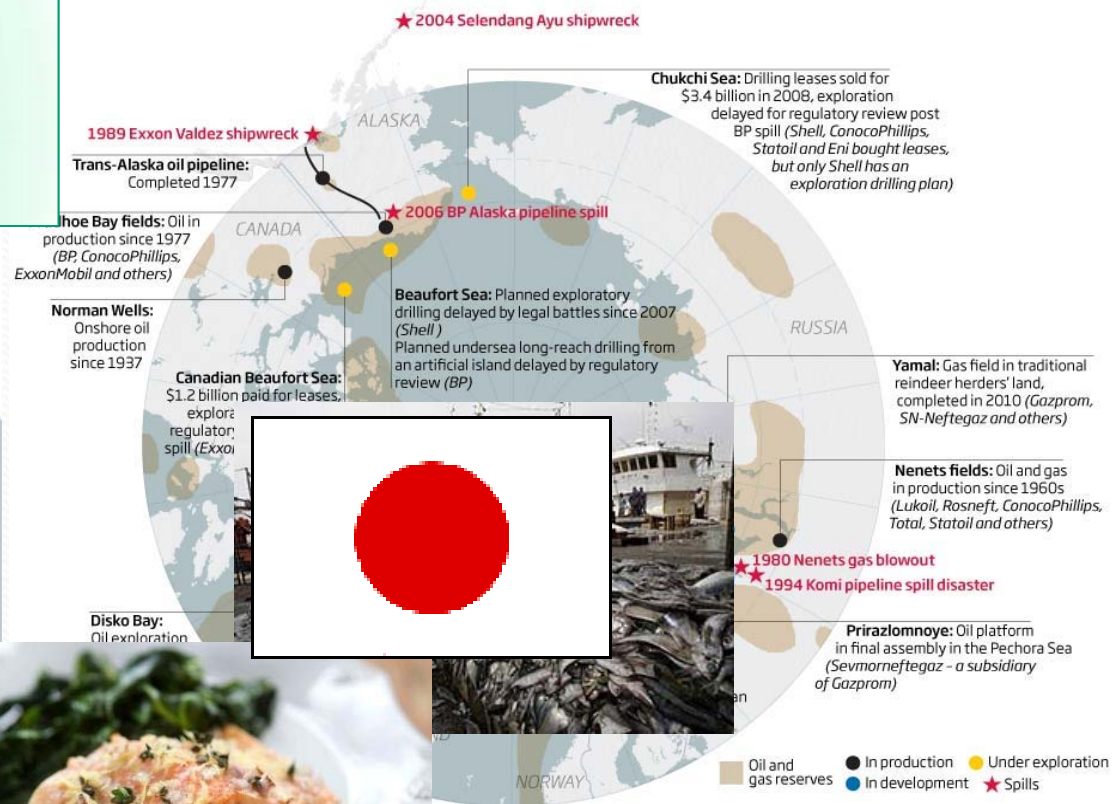 2004 Selendang Ayu shipwreck
Chukchi Sea: Drilling leases sold for
$3.4 billion in 2008, exploration
delayed for regulatory review post
BP spill (Shell, ConocoPhillips,
Statoil and Eni bought leases,
but only Shell has an
exploration drilling plan)
ALASKA
1989 Exxon Valdez shipwreck
Trans-Alaska oil pipeline:
Completed 1977
2006 BP Alaska pipeline spill
fields: Oil in
production since 1977
(BP, ConocoPhillips,
ExxonMobil and others)
CANADA
Norman Wells:
Onshore oil
production
since 1937
Beaufort Sea: Planned exploratory
drilling delayed by legal battles since 2007
(Shell)
Planned undersea long-reach drilling from
an artificial island delayed by regulatory
review (BP)
RUSSIA
Canadian Beaufort Sea:
$1.2 billion paid for leases,
regulatory
spill
Yamal: Gas field in traditional
reindeer herders' land,
completed in 2010 (Gazprom,
SN-Neftegaz and others)
Nenets fields: Oil and gas
in production since 1960s
(Lukoil, Rosneft, ConocoPhillips,
Total, Statoil and others)
1980 Nenets gas blowout
1994 Komi pipeline spill disaster
Disko Bay:
Oil exploration
Prirazlomnoye: Oil platform
in final assembly in the Pechora Sea
(Sevmorneftegaz – a subsidiary
of Gazprom)
NORWAY
Oil and
gas reserves
In production
Under exploration
In development
Spills